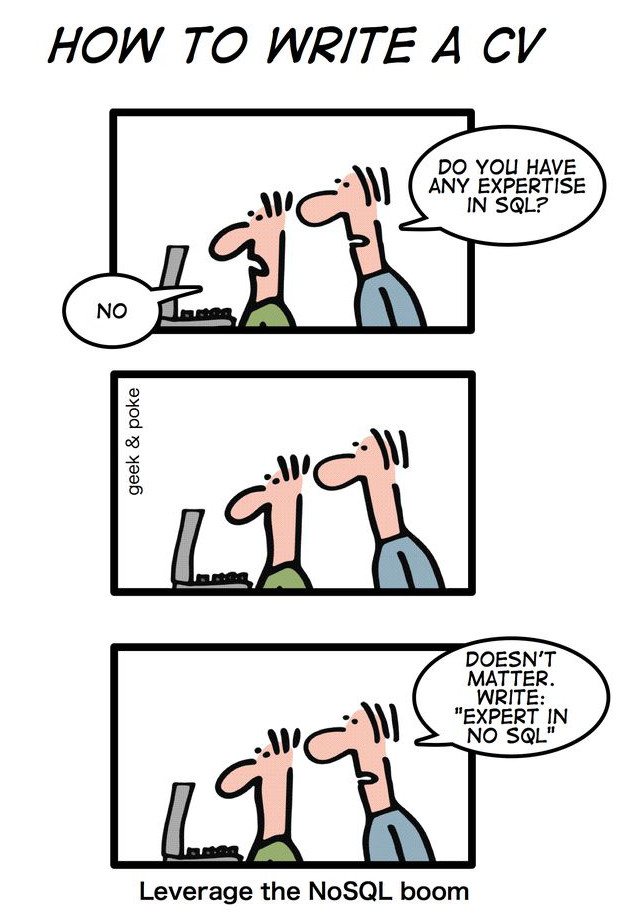 HOW TO WRITE A CV
DO YOU HAVE
ANY EXPERTISE
IN SQL?
NO
geek & poke
DOESN'T
MATTER.
WRITE:
"EXPERT IN
NO SQL"
Leverage the NoSQL boom